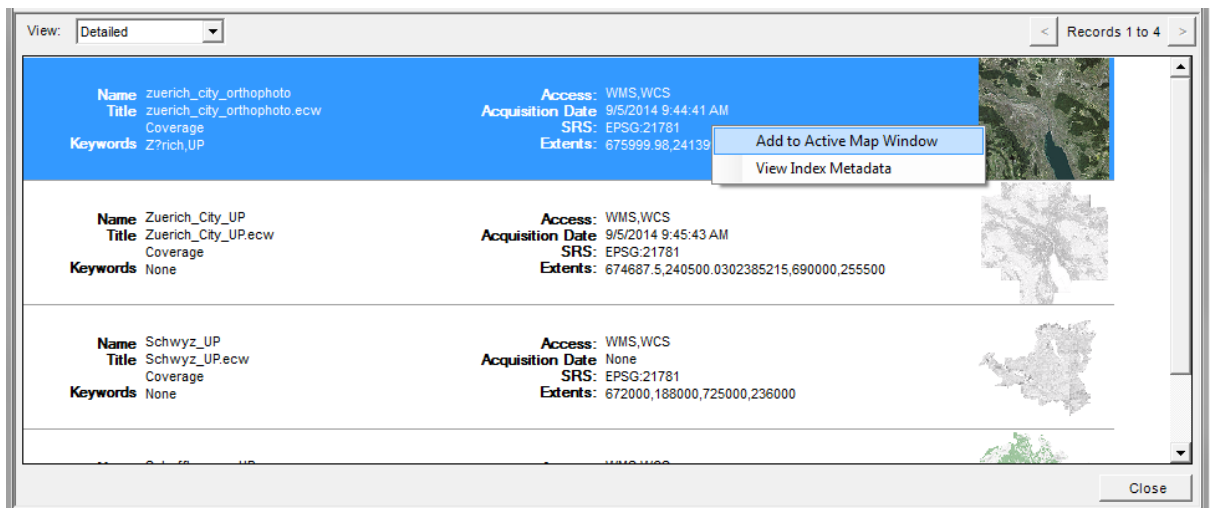 View: Detailed
< Records 1 to 4 >
Name zuerich_city_orthophoto Access: WMS,WCS
Title zuerich_city_orthophoto.ecw Acquisition Date 9/5/2014 9:44:41 AM
Coverage SRS: EPSG:21781
Keywords Z?rich,UP Extents: 675999.98,24139
Add to Active Map Window
View Index Metadata
Name Zuerich_City_UP Access: WMS,WCS
Title Zuerich_City_UP.ecw Acquisition Date 9/5/2014 9:45:43 AM
Coverage SRS: EPSG:21781
Keywords None Extents: 674687.5,240500.0302385215,690000,255500
Name Schwyz_UP Access: WMS,WCS
Title Schwyz_UP.ecw Acquisition Date None
Coverage SRS: EPSG:21781
Keywords None Extents: 672000,188000,725000,236000
Close